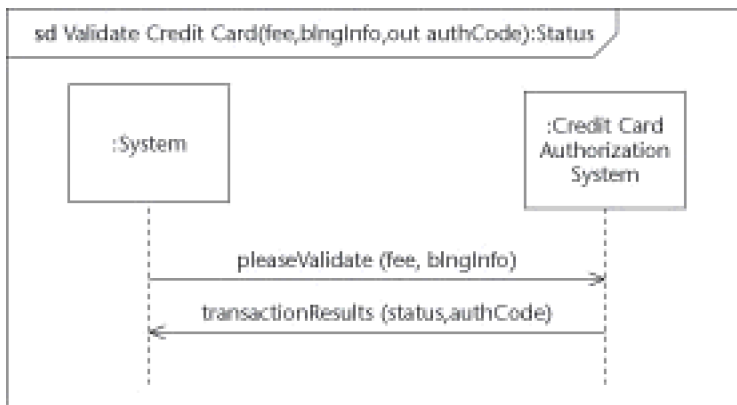 sd Validate Credit Card(fee,blngInfo,out authCode):Status
:System
:Credit Card
Authorization
System
pleaseValidate (fee, blngInfo)
transactionResults (status,authCode)